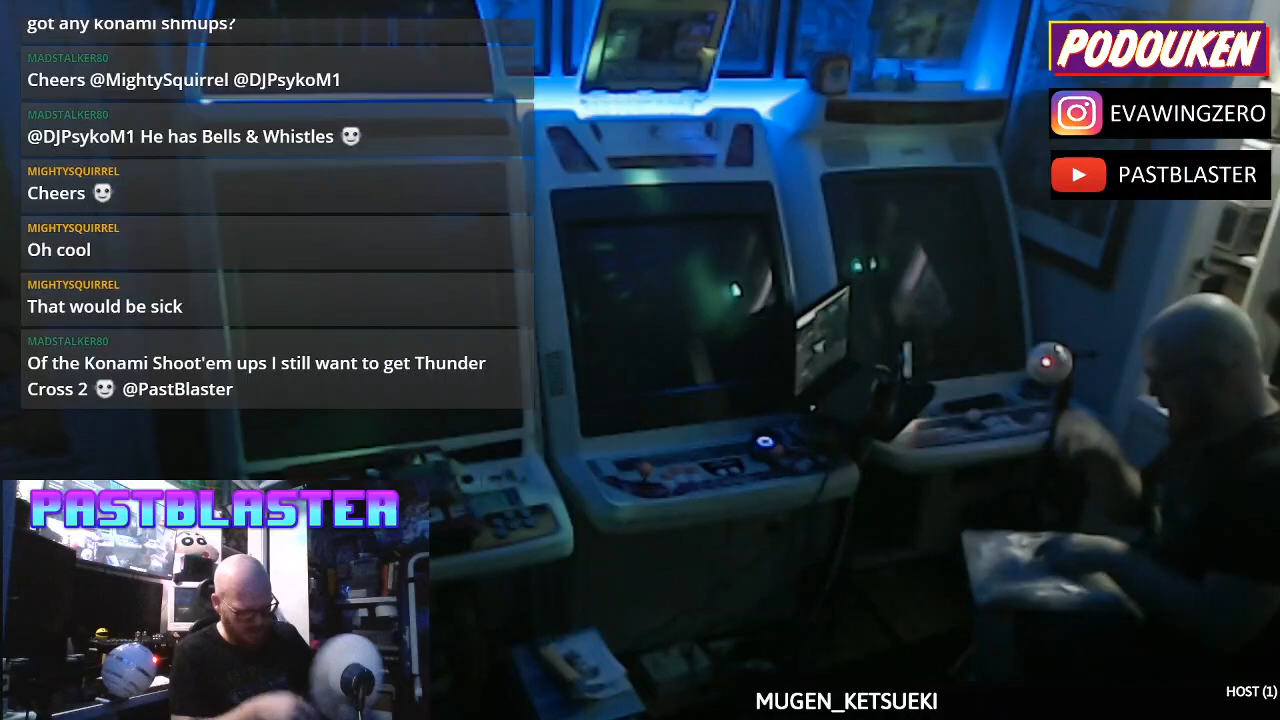 got any konami shmups?
MADSTALKER80
Cheers @MightySquirrel @DJPsykoM1
MADSTALKER80
@DJPsykoM1 He has Bells & Whistles
MIGHTYSQUIRREL
Cheers
MIGHTYSQUIRREL
Oh cool
MIGHTYSQUIRREL
That would be sick
MADSTALKER80
Of the Konami Shoot'em ups I still want to get Thunder
Cross 2 @PastBlaster
PODOUKEN
EVAWINGZERO
PASTBLASTER
PASTBLASTER
MUGEN_KETSUEKI
HOST (1)